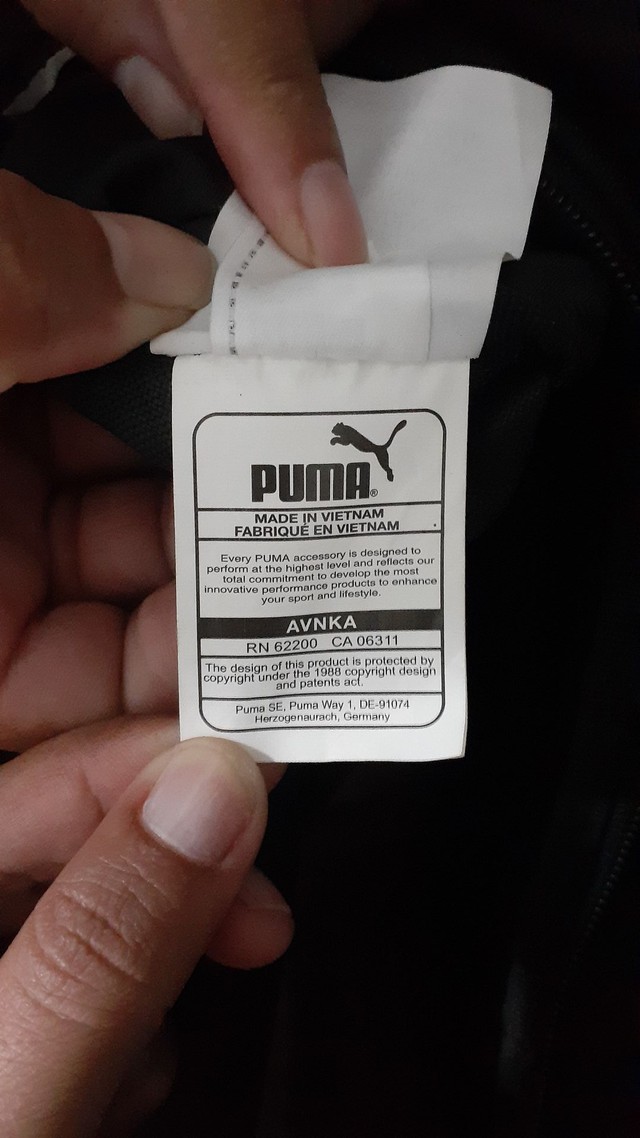 PUMA®
MADE IN VIETNAM
FABRIQUÉ EN VIETNAM
Every PUMA accessory is designed to
perform at the highest level and reflects our
total commitment to develop the most
innovative performance products to enhance
your sport and lifestyle.
AVNKA
RN 62200 CA 06311
The design of this product is protected by
copyright under the 1988 copyright design
and patents act.
Puma SE, Puma Way 1, DE-91074
Herzogenaurach, Germany